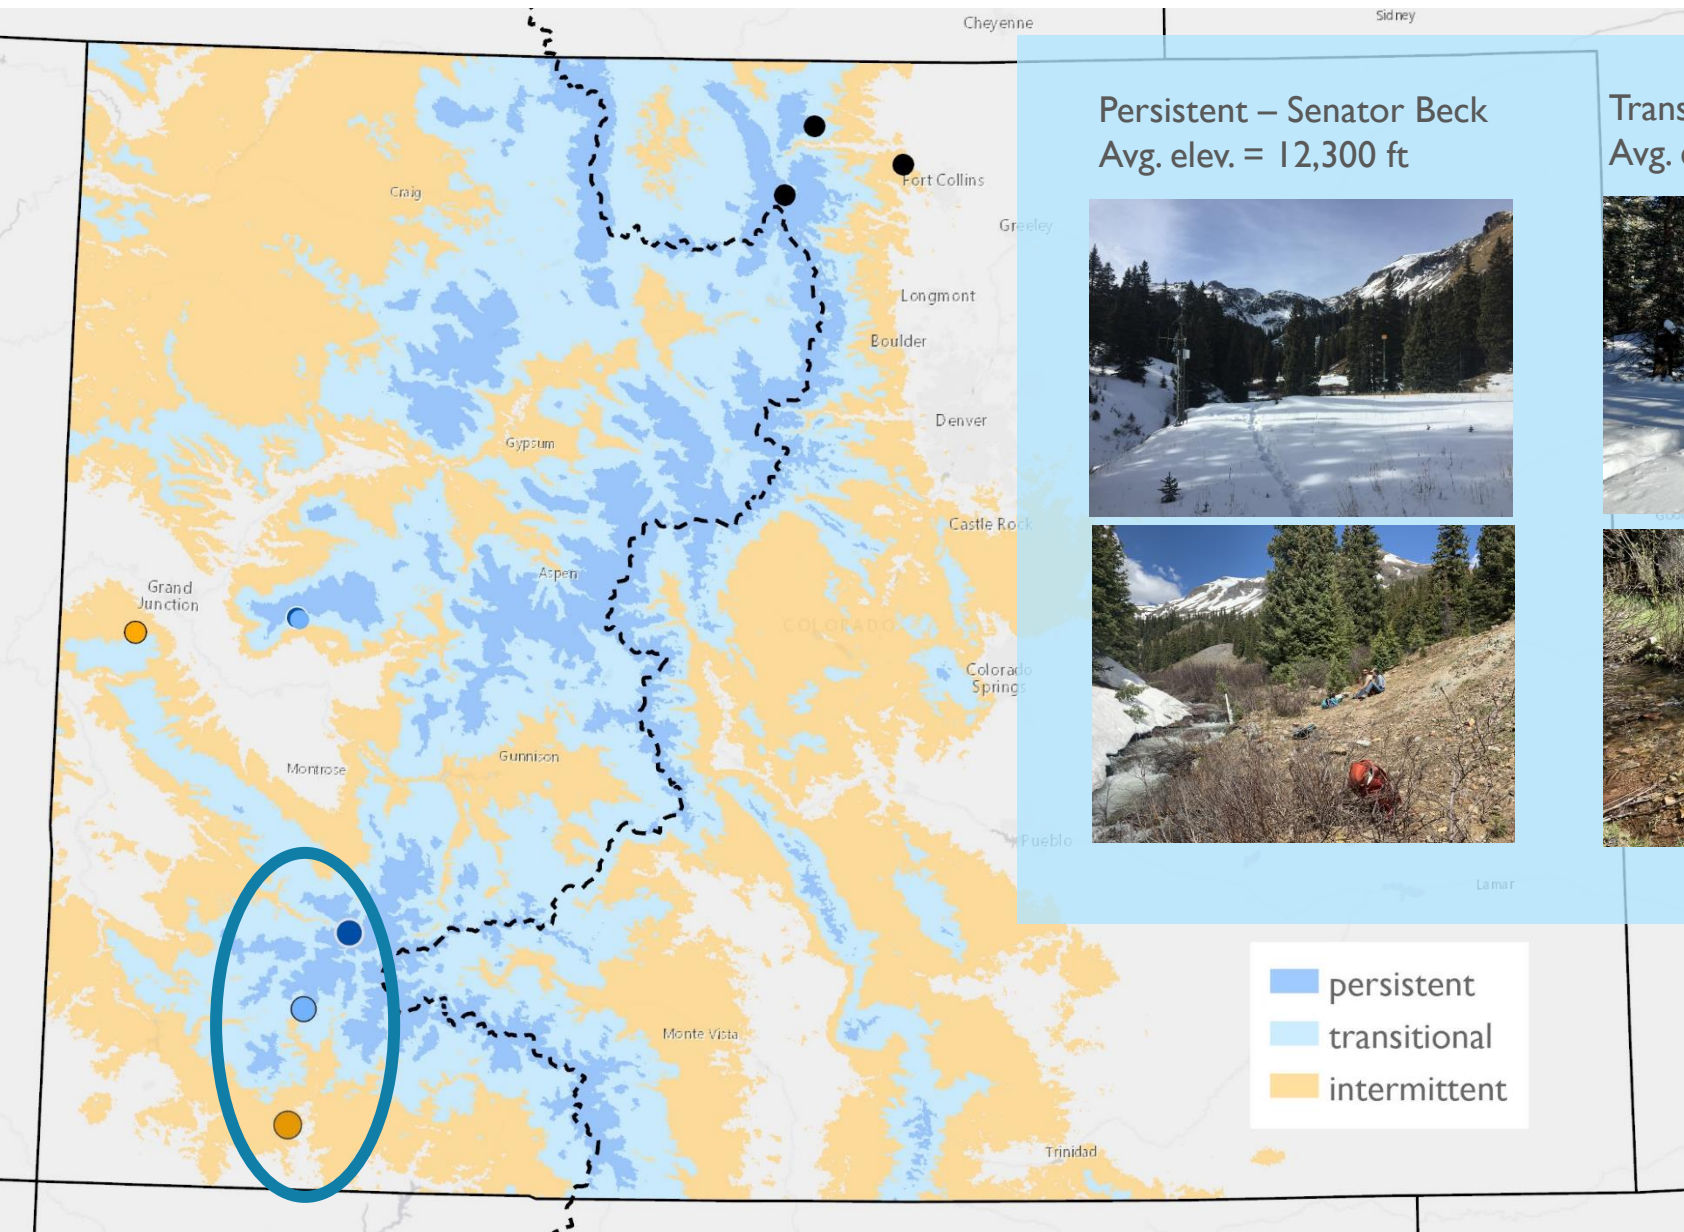 Cheyenne
Sidney
Persistent – Senator Beck
Avg. elev. = 12,300 ft
Trans
Avg.
Craig
Fort Collins
Greeley
Longmont
Boulder
Denver
Gypsum
Castle Rock
Aspen
Grand
Junction
COLORADO
Colorado
Springs
Gunnison
Montrose
Pueblo
Lamar
Monte Vista
Trinidad
persistent
transitional
intermittent